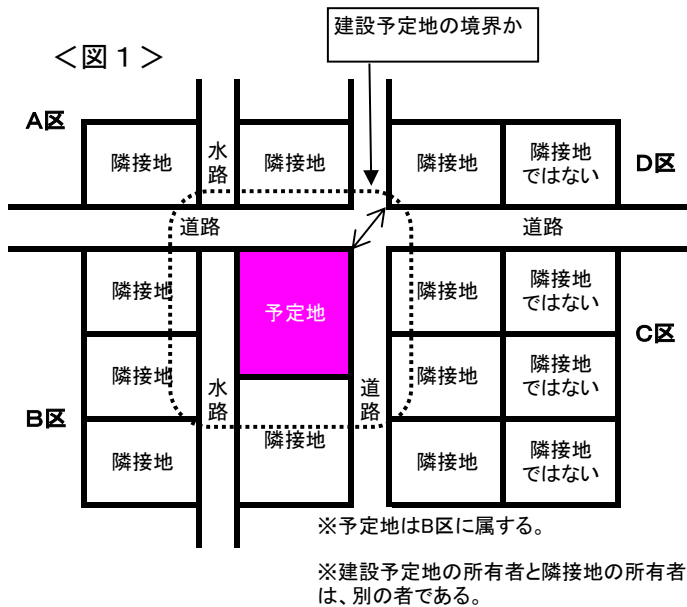 建設予定地の境界か
＜図１＞
A区
隣接地
水
路
隣接地
隣接地
隣接地
ではない
D区
道路
道路
隣接地
予定地
隣接地
隣接地
ではない
C区
隣接地
水
路
道
路
隣接地
隣接地
ではない
B区
隣接地
隣接地
隣接地
隣接地
ではない
※予定地はB区に属する。
※建設予定地の所有者と隣接地の所有者
は、別の者である。